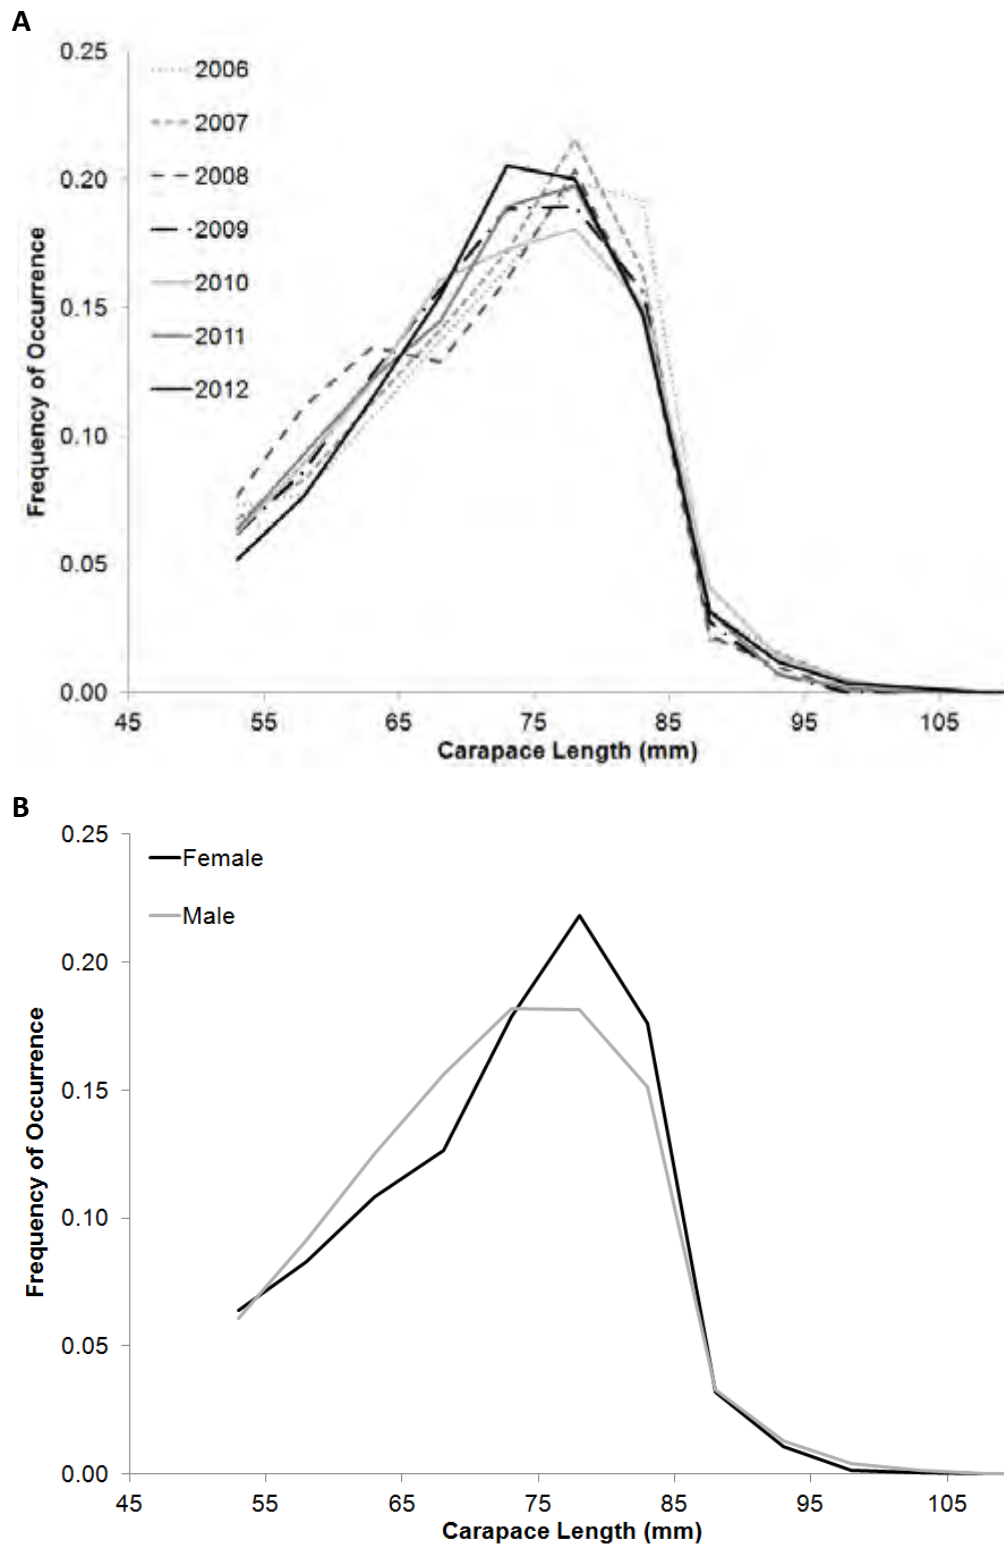 A
0.25
2006
2007
0.20
2008
2009
0.15
2010
2011
2012
0.10
0.05
0.00
Frequency of Occurrence
45 55 65 75 85 95 105
Carapace Length (mm)
B
0.25
Female
Male
0.20
0.15
0.10
0.05
0.00
Frequency of Occurrence
45 55 65 75 85 95 105
Carapace Length (mm)